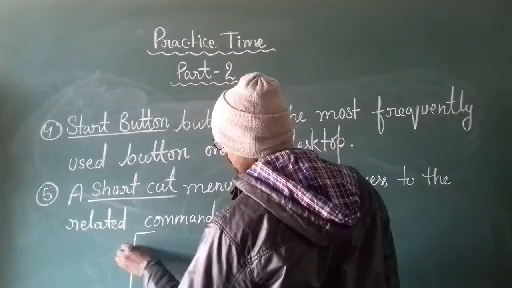 Practice Time
Part-2
④ Start Button but the most frequently
used button on desktop.
⑤ A Short cut menu to the
related command